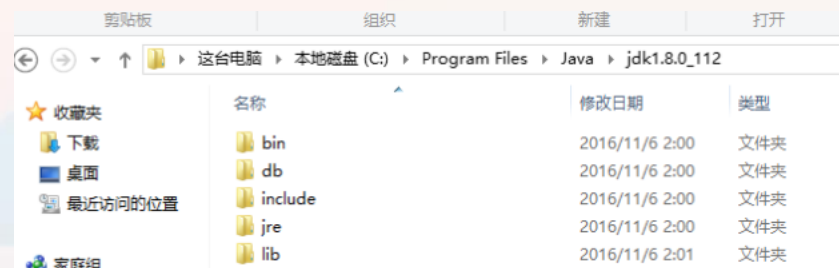 剪贴板 组织 新建 打开
这台电脑 本地磁盘 (C:) Program Files Java jdk1.8.0_112
名称 修改日期 类型
收藏夹
下载
桌面
最近访问的位置
家庭组
bin 2016/11/6 2:00 文件夹
db 2016/11/6 2:00 文件夹
include 2016/11/6 2:00 文件夹
jre 2016/11/6 2:00 文件夹
lib 2016/11/6 2:01 文件夹